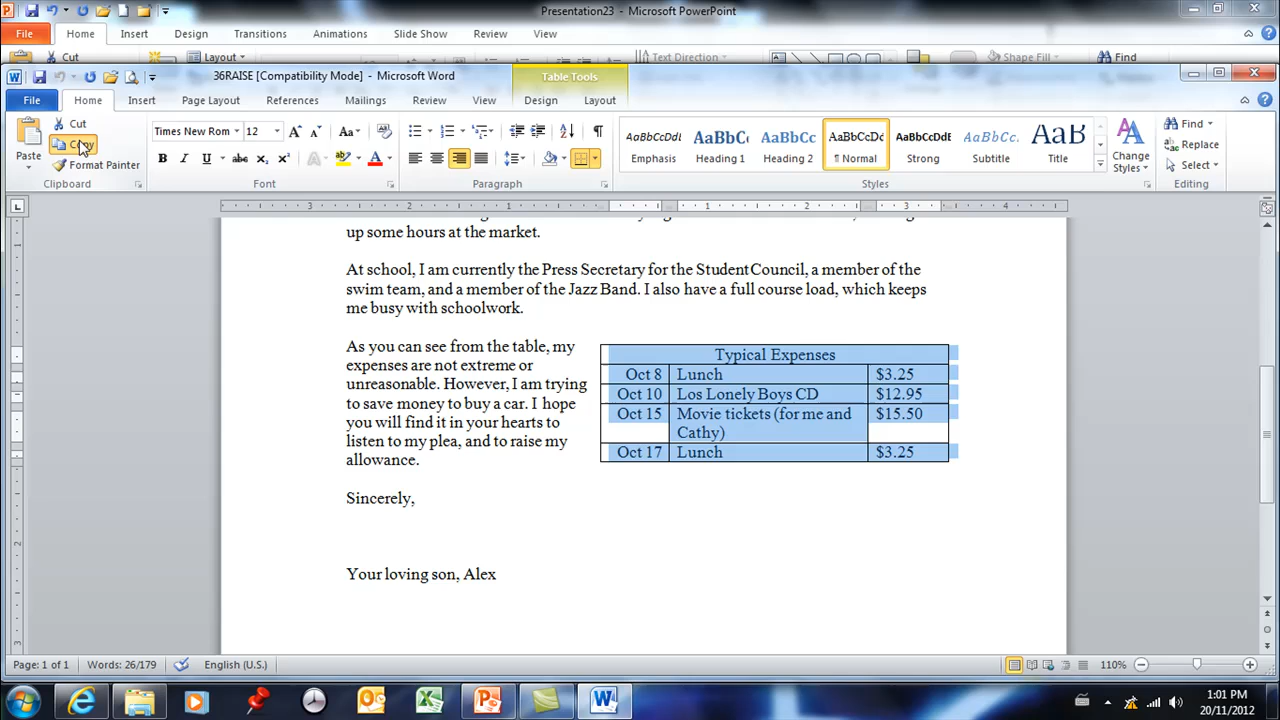 Presentation23 - Microsoft PowerPoint
File Home Insert Design Transitions Animations Slide Show Review View
Cut Layout Text Direction Shape Fill Find
36RAISE [Compatibility Mode] - Microsoft Word Table Tools
File Home Insert Page Layout References Mailings Review View Design Layout
Cut
Copy
Format Painter
Paste
Clipboard
Times New Rom 12
Font
Paragraph
AaBbCcDd AaBbC AaBbCc AaBbCcDc AaBbCcDd AaBbCcDd AaB
Emphasis Heading 1 Heading 2 ¶ Normal Strong Subtitle Title
Change Styles
Styles
Find
Replace
Select
Editing
3 2 1 1 2 3 4
up some hours at the market.
At school, I am currently the Press Secretary for the Student Council, a member of the
swim team, and a member of the Jazz Band. I also have a full course load, which keeps
me busy with schoolwork.
As you can see from the table, my
expenses are not extreme or
unreasonable. However, I am trying
to save money to buy a car. I hope
you will find it in your hearts to
listen to my plea, and to raise my
allowance.
Typical Expenses
Oct 8 Lunch $3.25
Oct 10 Los Lonely Boys CD $12.95
Oct 15 Movie tickets (for me and $15.50
Cathy)
Oct 17 Lunch $3.25
Sincerely,
Your loving son, Alex
Page: 1 of 1 Words: 26/179 English (U.S.) 110%
1:01 PM
20/11/2012